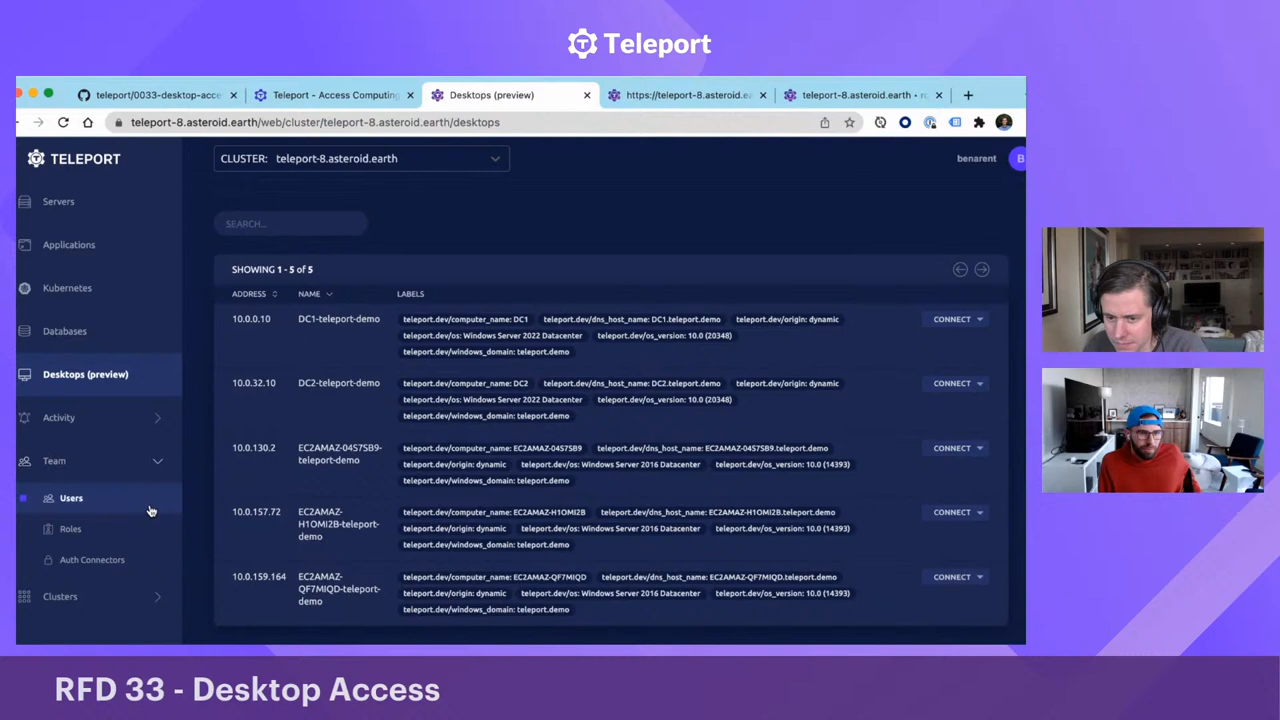 Teleport
teleport/0033-desktop-acce
Teleport - Access Computing
Desktops (preview)
https://teleport-8.asteroid.ea
teleport-8.asteroid.earth • ro
teleport-8.asteroid.earth/web/cluster/teleport-8.asteroid.earth/desktops
TELEPORT
CLUSTER: teleport-8.asteroid.earth
benarent
B
Servers
Applications
Kubernetes
Databases
Desktops (preview)
Activity
Team
Users
Roles
Auth Connectors
Clusters
SEARCH...
SHOWING 1 - 5 of 5
ADDRESS NAME LABELS
10.0.0.10 DC1-teleport-demo teleport.dev/computer_name: DC1 teleport.dev/dns_host_name: DC1.teleport.demo teleport.dev/origin: dynamic CONNECT
teleport.dev/os: Windows Server 2022 Datacenter teleport.dev/os_version: 10.0 (20348)
teleport.dev/windows_domain: teleport.demo
10.0.32.10 DC2-teleport-demo teleport.dev/computer_name: DC2 teleport.dev/dns_host_name: DC2.teleport.demo teleport.dev/origin: dynamic CONNECT
teleport.dev/os: Windows Server 2022 Datacenter teleport.dev/os_version: 10.0 (20348)
teleport.dev/windows_domain: teleport.demo
10.0.130.2 EC2AMAZ-04S7SB9- teleport.dev/computer_name: EC2AMAZ-04S7SB9 teleport.dev/dns_host_name: EC2AMAZ-04S7SB9.teleport.demo CONNECT
teleport-demo teleport.dev/origin: dynamic teleport.dev/os: Windows Server 2016 Datacenter teleport.dev/os_version: 10.0 (14393)
teleport.dev/windows_domain: teleport.demo
10.0.157.72 EC2AMAZ- teleport.dev/computer_name: EC2AMAZ-H1OMI2B teleport.dev/dns_host_name: EC2AMAZ-H1OMI2B.teleport.demo CONNECT
H1OMI2B-teleport- teleport.dev/origin: dynamic teleport.dev/os: Windows Server 2016 Datacenter teleport.dev/os_version: 10.0 (14393)
demo teleport.dev/windows_domain: teleport.demo
10.0.159.164 EC2AMAZ- teleport.dev/computer_name: EC2AMAZ-QF7MIQD teleport.dev/dns_host_name: EC2AMAZ-QF7MIQD.teleport.demo CONNECT
QF7MIQD-teleport- teleport.dev/origin: dynamic teleport.dev/os: Windows Server 2016 Datacenter teleport.dev/os_version: 10.0 (14393)
demo teleport.dev/windows_domain: teleport.demo
RFD 33 - Desktop Access